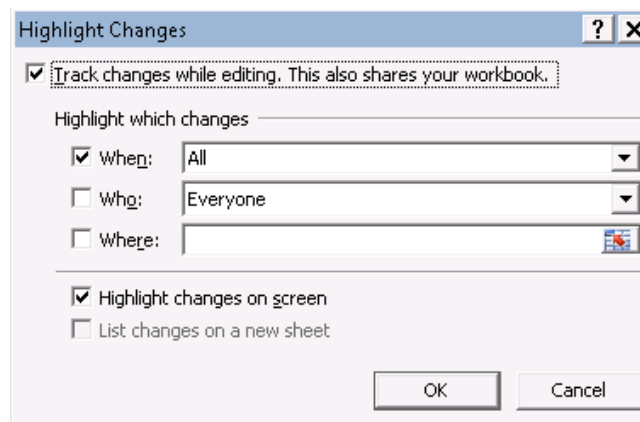 Highlight Changes
Track changes while editing. This also shares your workbook.
Highlight which changes
When: All
Who: Everyone
Where:
Highlight changes on screen
List changes on a new sheet
OK Cancel